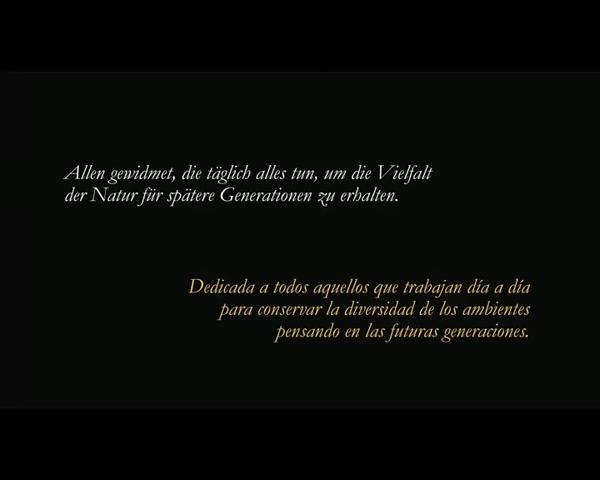 Allen gewidmet, die täglich alles tun, um die Vielfalt
der Natur für spätere Generationen zu erhalten.
Dedicada a todos aquellos que trabajan día a día
para conservar la diversidad de los ambientes
pensando en las futuras generaciones.